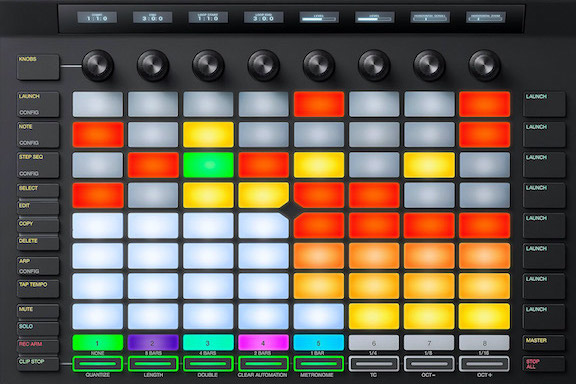 1:1:0 3:0:0 1:1:0 3:0:0
KNOBS
LAUNCH LAUNCH
CONFIG
NOTE LAUNCH
CONFIG
STEP SEQ LAUNCH
CONFIG
SELECT LAUNCH
EDIT
COPY LAUNCH
DELETE LAUNCH
ARP
CONFIG
TAP TEMPO LAUNCH
MUTE LAUNCH
SOLO
REC ARM 1 2 3 4 5 6 7 8 MASTER
NONE 8 BARS 4 BARS 2 BARS 1 BAR 1/4 1/8 1/16
CLIP STOP STOP
ALL
QUANTIZE LENGTH DOUBLE CLEAR AUTOMATION METRONOME TC OCT– OCT+